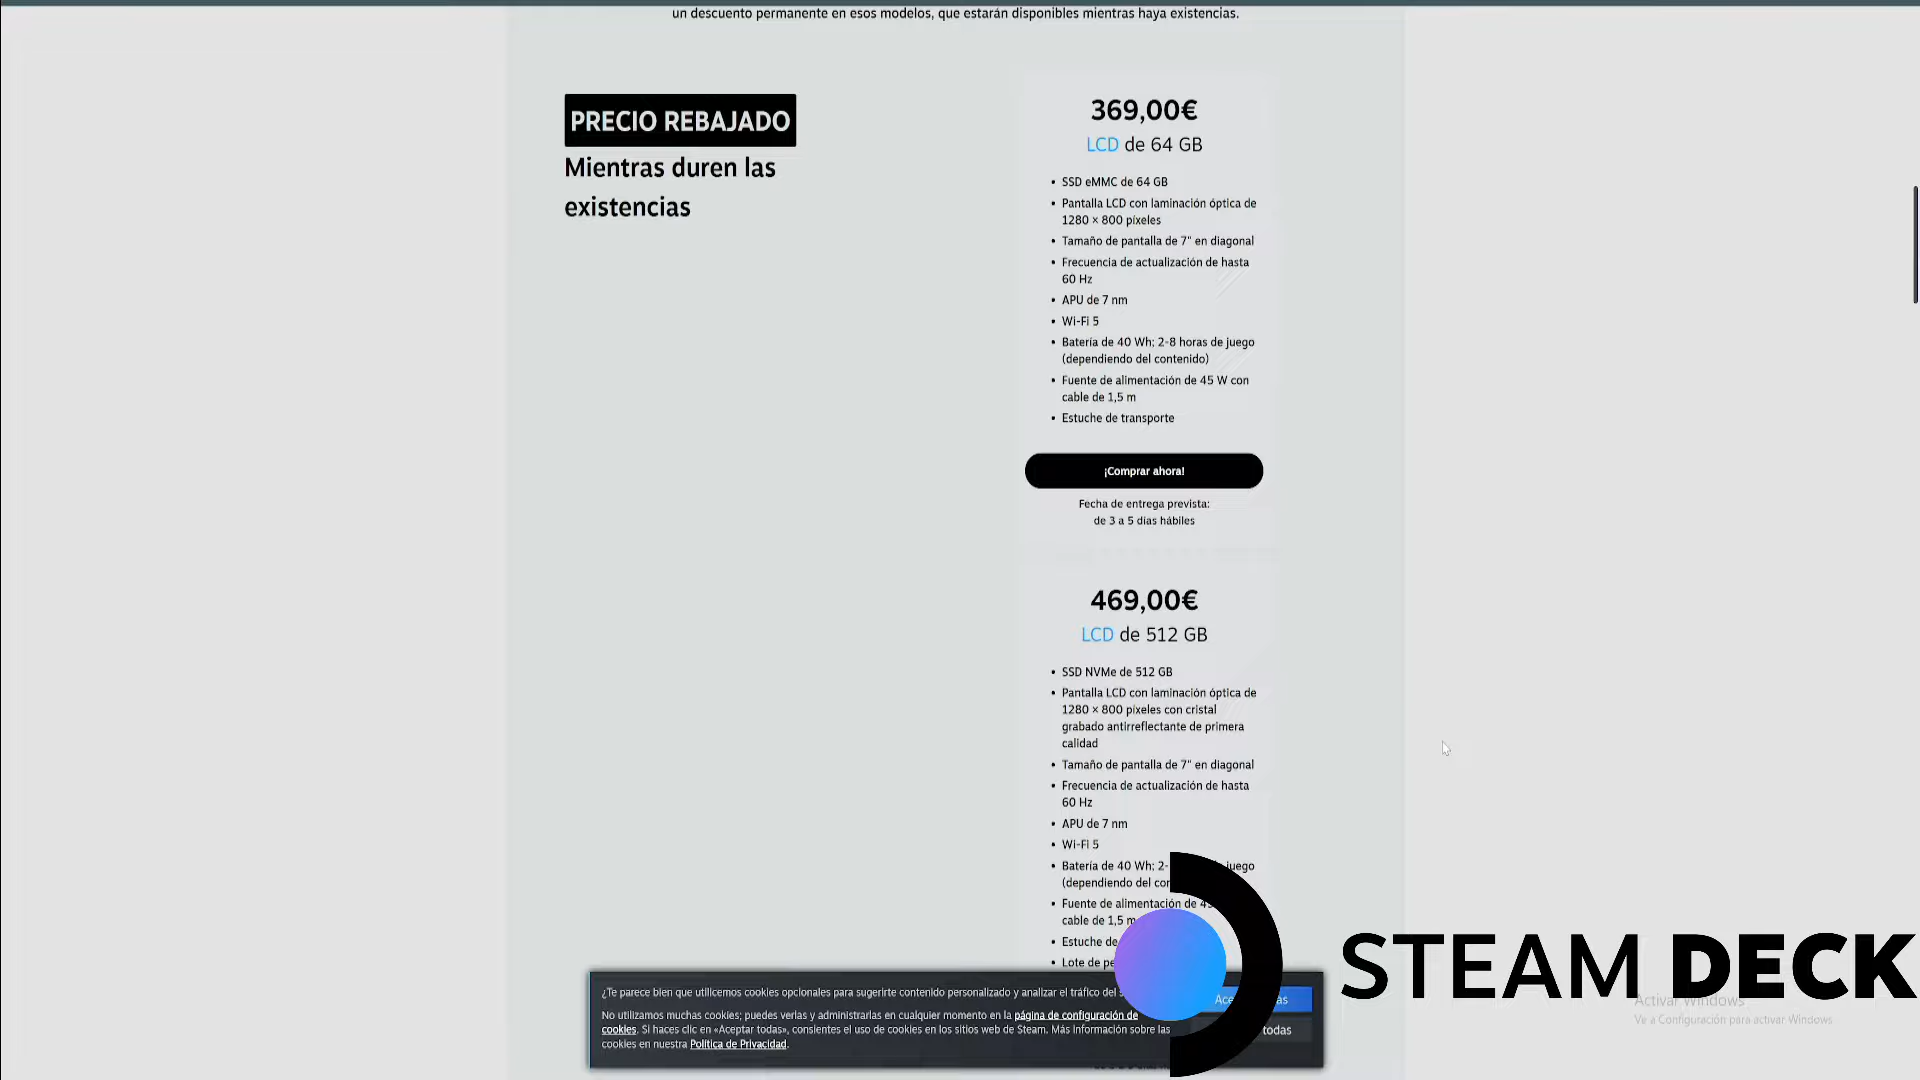 un descuento permanente en esos modelos, que estarán disponibles mientras haya existencias.
PRECIO REBAJADO
Mientras duren las
existencias
369,00€
LCD de 64 GB
• SSD eMMC de 64 GB
• Pantalla LCD con laminación óptica de
1280 × 800 píxeles
• Tamaño de pantalla de 7" en diagonal
• Frecuencia de actualización de hasta
60 Hz
• APU de 7 nm
• Wi-Fi 5
• Batería de 40 Wh; 2-8 horas de juego
(dependiendo del contenido)
• Fuente de alimentación de 45 W con
cable de 1,5 m
• Estuche de transporte
¡Comprar ahora!
Fecha de entrega prevista:
de 3 a 5 días hábiles
469,00€
LCD de 512 GB
• SSD NVMe de 512 GB
• Pantalla LCD con laminación óptica de
1280 × 800 píxeles con cristal
grabado antirreflectante de primera
calidad
• Tamaño de pantalla de 7" en diagonal
• Frecuencia de actualización de hasta
60 Hz
• APU de 7 nm
• Wi-Fi 5
• Batería de 40 Wh; 2- juego
(dependiendo del
• Fuente de alimentación de
cable de 1,5 m
• Estuche de
• Lote de
¿Te parece bien que utilicemos cookies opcionales para sugerirte contenido personalizado y analizar el tráfico del
No utilizamos muchas cookies; puedes verlas y administrarlas en cualquier momento en la página de configuración de
cookies. Si haces clic en «Aceptar todas», consientes el uso de cookies en los sitios web de Steam. Más información sobre las
cookies en nuestra Política de Privacidad.
todas
STEAM DECK
Activar Windows
Ve a Configuración para activar Windows.